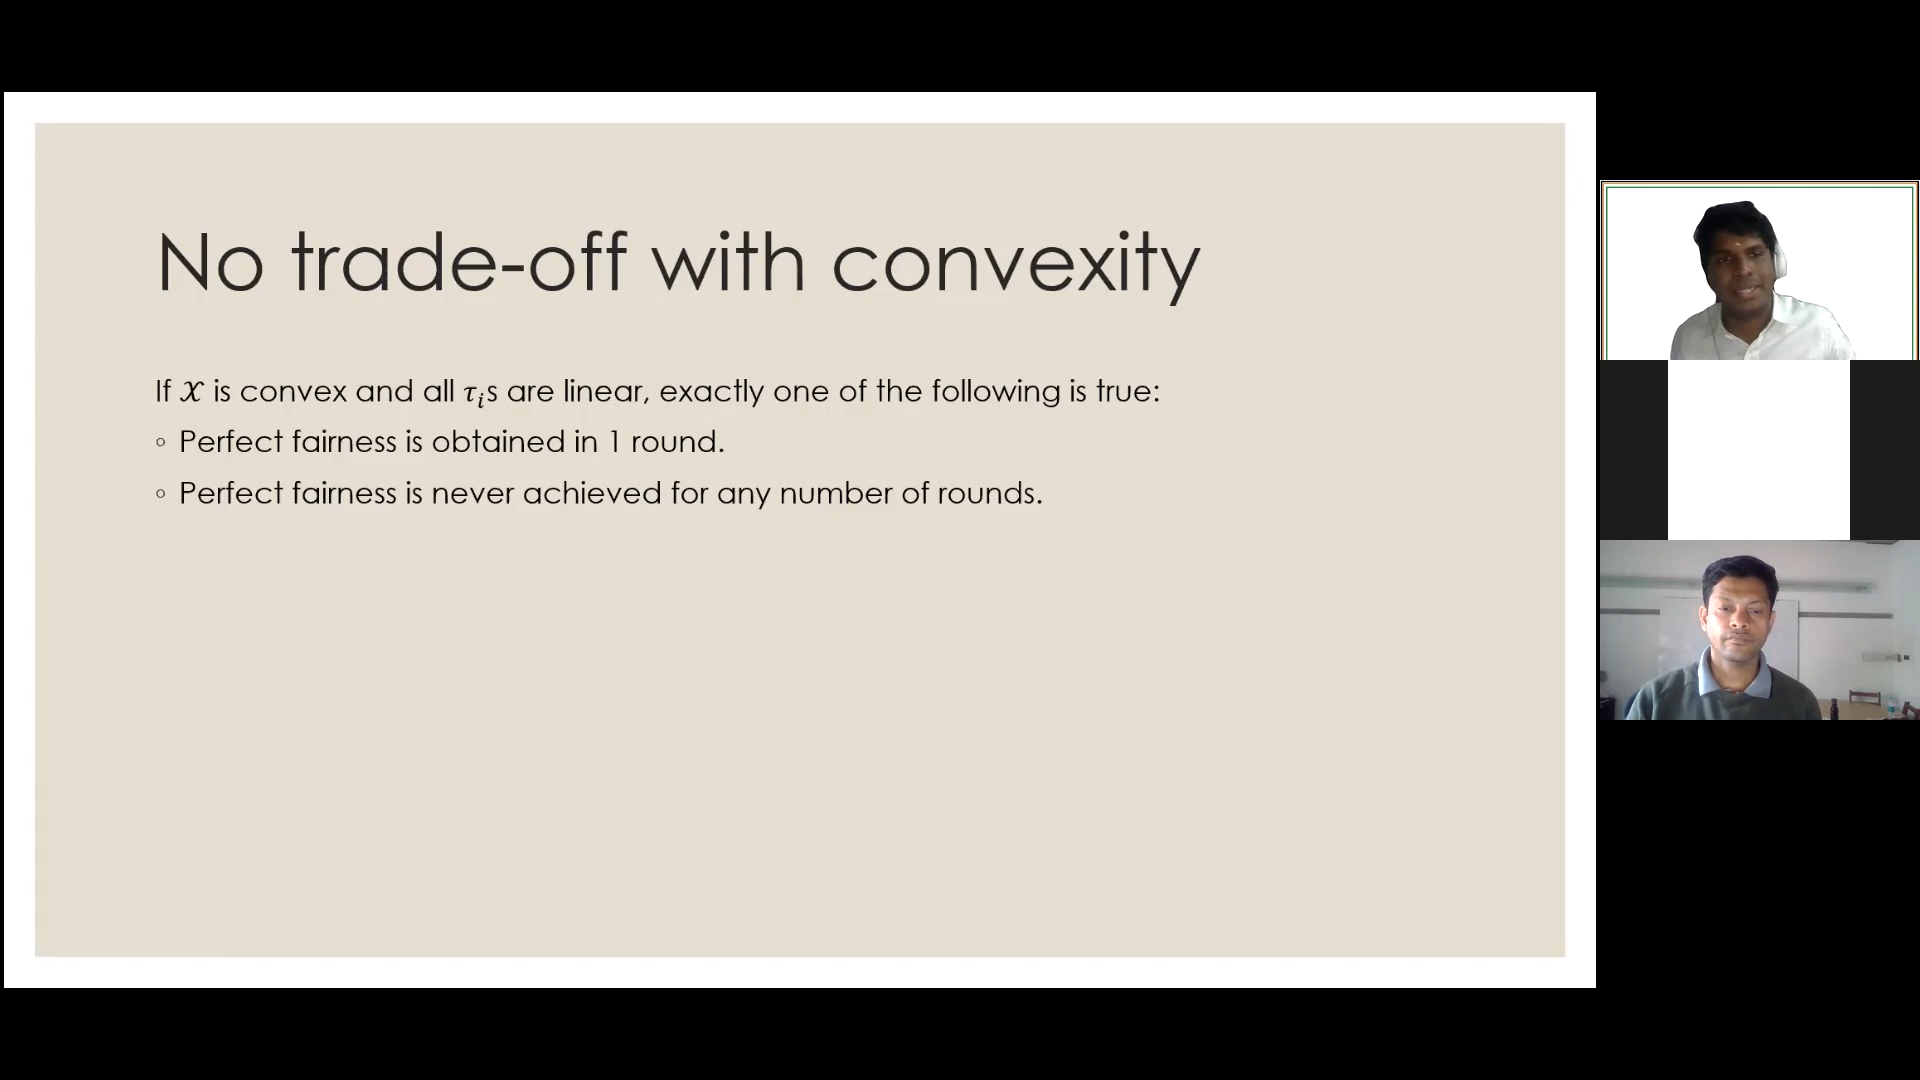 No trade-off with convexity
If 𝒳 is convex and all τᵢs are linear, exactly one of the following is true:
◦ Perfect fairness is obtained in 1 round.
◦ Perfect fairness is never achieved for any number of rounds.